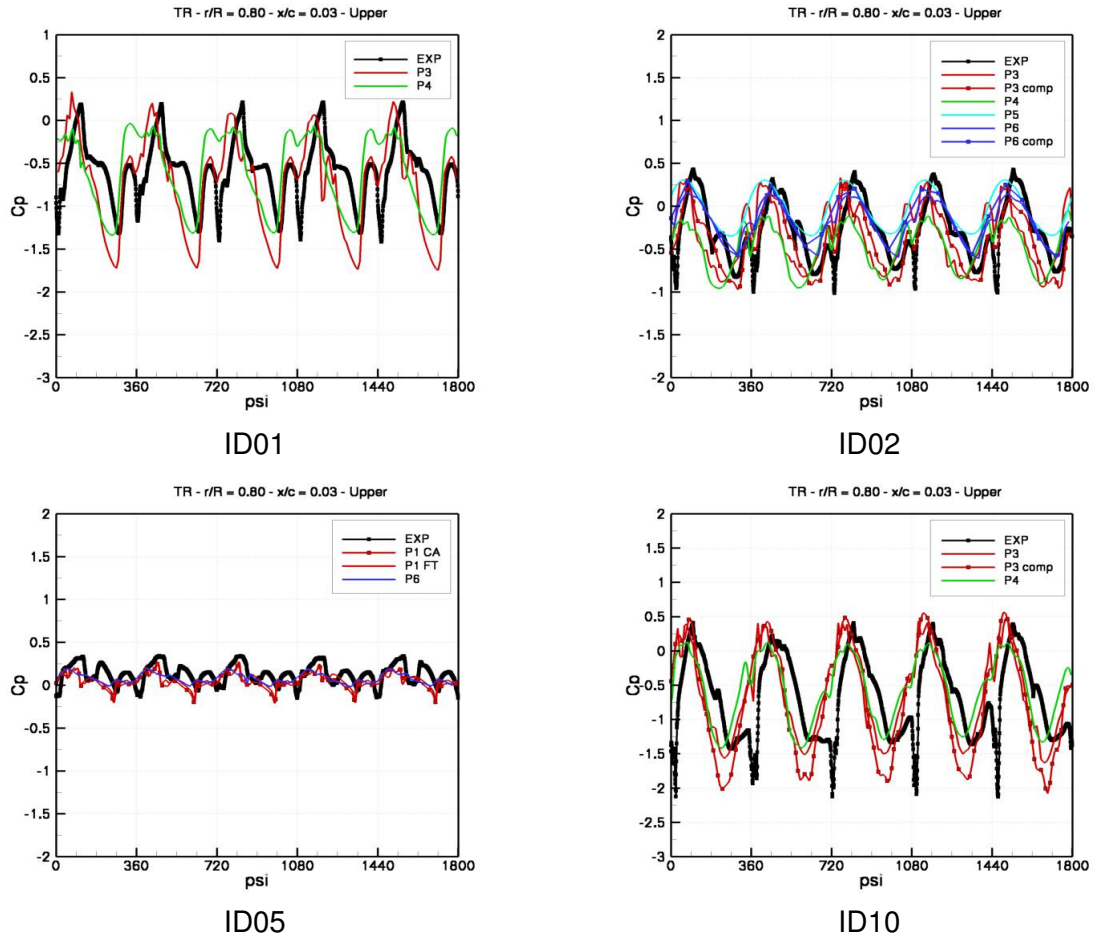 TR - r/R = 0.80 - x/c = 0.03 - Upper
1
0.5
0
-0.5
-1
-1.5
-2
-2.5
-3
Cp
EXP
P3
P4
0 360 720 1080 1440 1800
psi
ID01
TR - r/R = 0.80 - x/c = 0.03 - Upper
2
1.5
1
0.5
0
-0.5
-1
-1.5
-2
Cp
EXP
P3
P3 comp
P4
P5
P6
P6 comp
0 360 720 1080 1440 1800
psi
ID02
TR - r/R = 0.80 - x/c = 0.03 - Upper
2
1.5
1
0.5
0
-0.5
-1
-1.5
-2
Cp
EXP
P1 CA
P1 FT
P6
0 360 720 1080 1440 1800
psi
ID05
TR - r/R = 0.80 - x/c = 0.03 - Upper
2
1.5
1
0.5
0
-0.5
-1
-1.5
-2
-2.5
-3
Cp
EXP
P3
P3 comp
P4
0 360 720 1080 1440 1800
psi
ID10